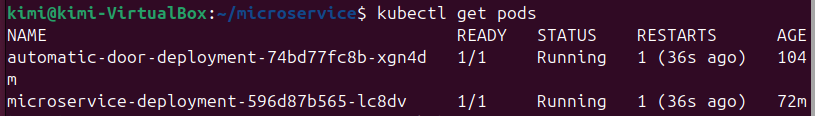 kimi@kimi-VirtualBox:~/microservice$ kubectl get pods
NAME                                         READY   STATUS    RESTARTS      AGE
automatic-door-deployment-74bd77fc8b-xgn4d   1/1     Running   1 (36s ago)   104
m
microservice-deployment-596d87b565-lc8dv     1/1     Running   1 (36s ago)   72m